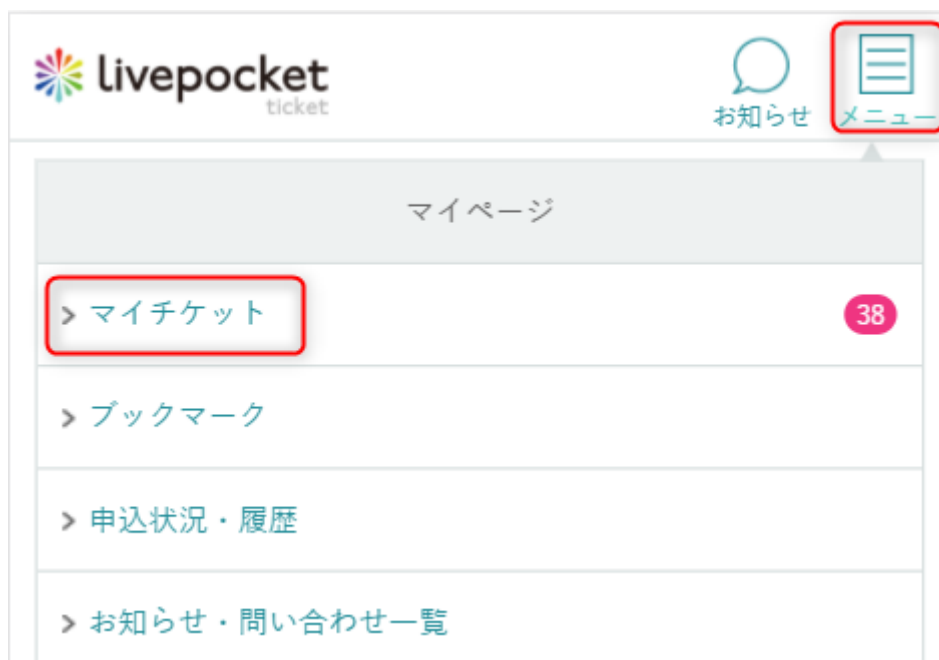 livepocket
ticket
お知らせ
メニュー
マイページ
マイチケット
38
ブックマーク
申込状況・履歴
お知らせ・問い合わせ一覧